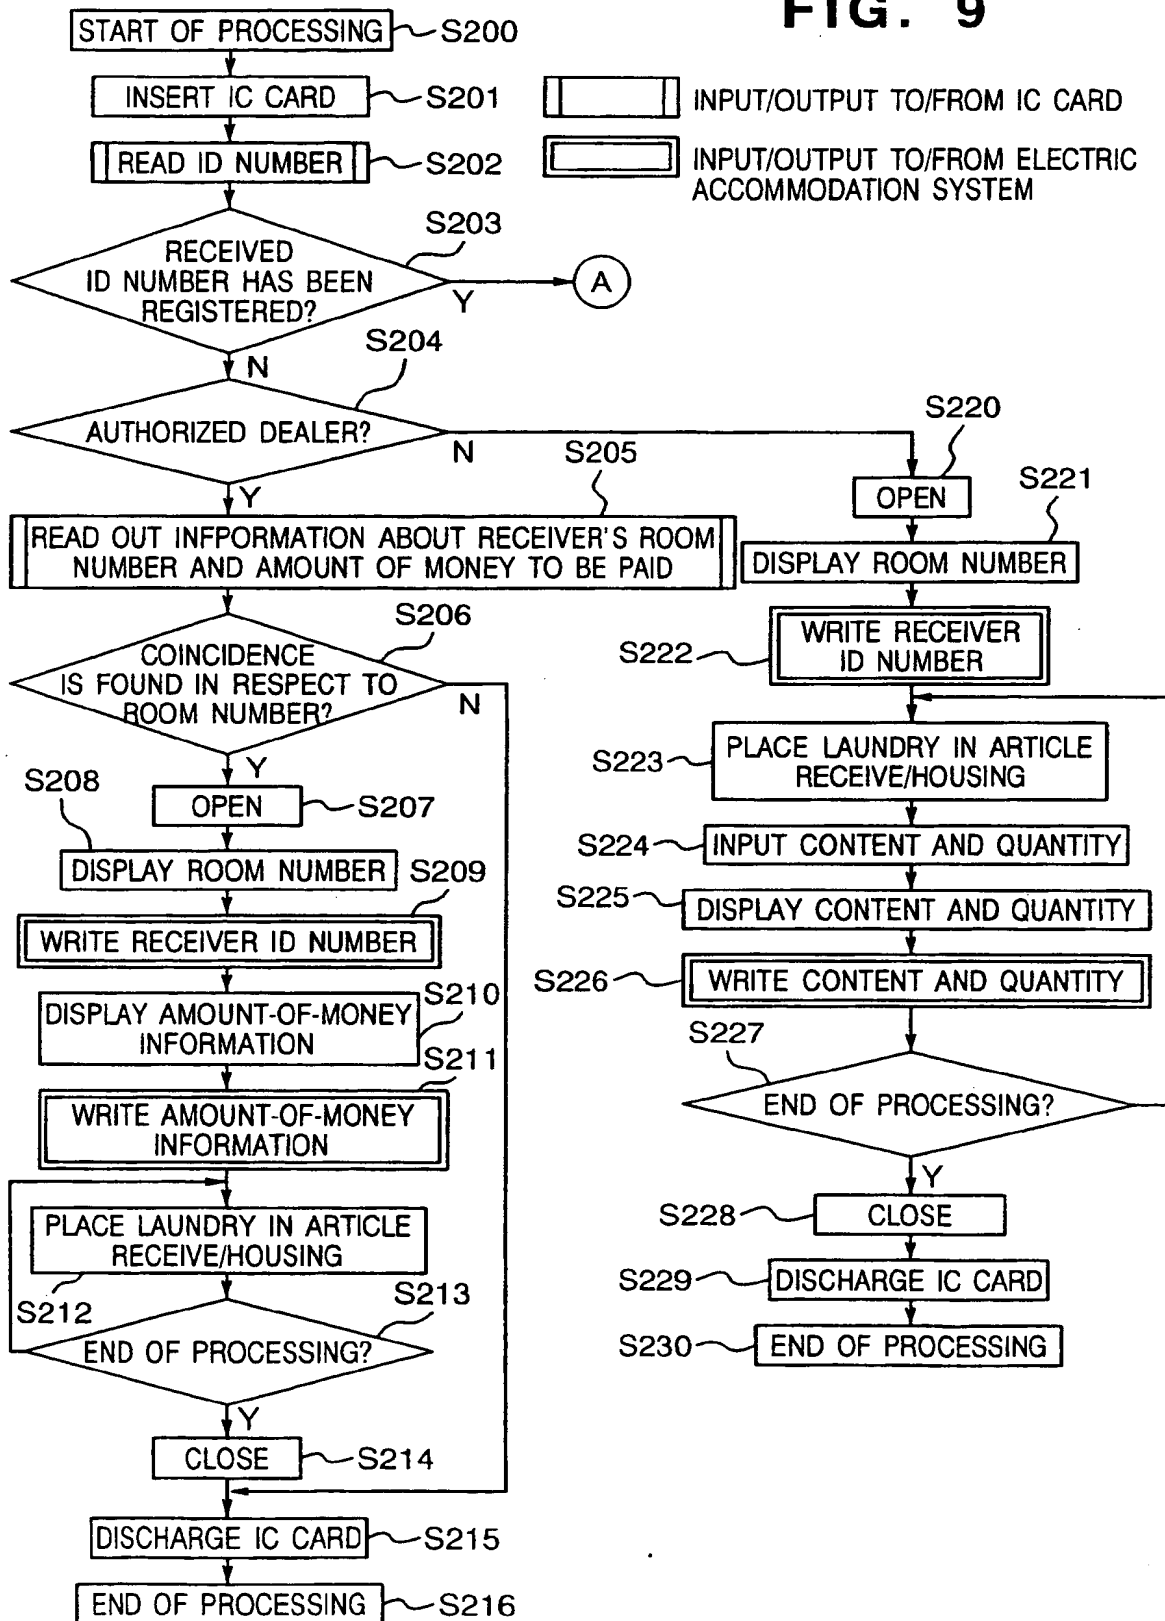 FIG. 9
START OF PROCESSING
S200
INSERT IC CARD
S201
READ ID NUMBER
S202
INPUT/OUTPUT TO/FROM IC CARD
INPUT/OUTPUT TO/FROM ELECTRIC
ACCOMMODATION SYSTEM
S203
RECEIVED
ID NUMBER HAS BEEN
REGISTERED?
Y
A
N
S204
AUTHORIZED DEALER?
N
Y
S205
READ OUT INFPORMATION ABOUT RECEIVER'S ROOM
NUMBER AND AMOUNT OF MONEY TO BE PAID
S206
COINCIDENCE
IS FOUND IN RESPECT TO
ROOM NUMBER?
N
Y
OPEN
S207
S208
DISPLAY ROOM NUMBER
S209
WRITE RECEIVER ID NUMBER
S210
DISPLAY AMOUNT-OF-MONEY
INFORMATION
S211
WRITE AMOUNT-OF-MONEY
INFORMATION
PLACE LAUNDRY IN ARTICLE
RECEIVE/HOUSING
S212
S213
END OF PROCESSING?
Y
CLOSE
S214
DISCHARGE IC CARD
S215
END OF PROCESSING
S216
S220
OPEN
S221
DISPLAY ROOM NUMBER
S222
WRITE RECEIVER
ID NUMBER
S223
PLACE LAUNDRY IN ARTICLE
RECEIVE/HOUSING
S224
INPUT CONTENT AND QUANTITY
S225
DISPLAY CONTENT AND QUANTITY
S226
WRITE CONTENT AND QUANTITY
S227
END OF PROCESSING?
Y
S228
CLOSE
S229
DISCHARGE IC CARD
S230
END OF PROCESSING